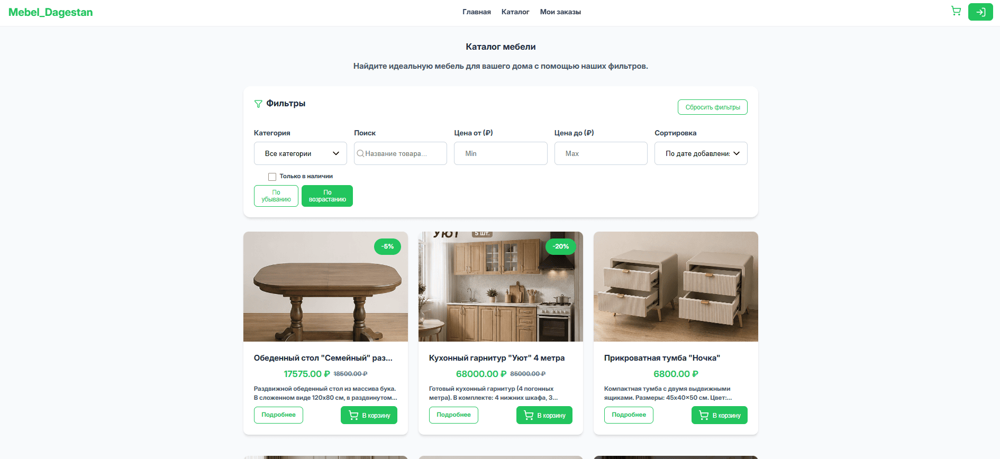 Mebel_Dagestan
Главная Каталог Мои заказы
Каталог мебели
Найдите идеальную мебель для вашего дома с помощью наших фильтров.
Фильтры
Сбросить фильтры
Категория Поиск Цена от (₽) Цена до (₽) Сортировка
Все категории Название товара... Min Max По дате добавлени
Только в наличии
По убыванию
По возрастанию
-5%
УЮТ 5 шт.
-20%
Обеденный стол "Семейный" раз...
17575.00 ₽ 18500.00 ₽
Раздвижной обеденный стол из массива бука.
В сложенном виде 120x80 см, в раздвинутом...
Подробнее В корзину
Кухонный гарнитур "Уют" 4 метра
68000.00 ₽ 85000.00 ₽
Готовый кухонный гарнитур (4 погонных
метра). В комплекте: 4 нижних шкафа, 3...
Подробнее В корзину
Прикроватная тумба "Ночка"
6800.00 ₽
Компактная тумба с двумя выдвижными
ящиками. Размеры: 45x40×50 см. Цвет:...
Подробнее В корзину